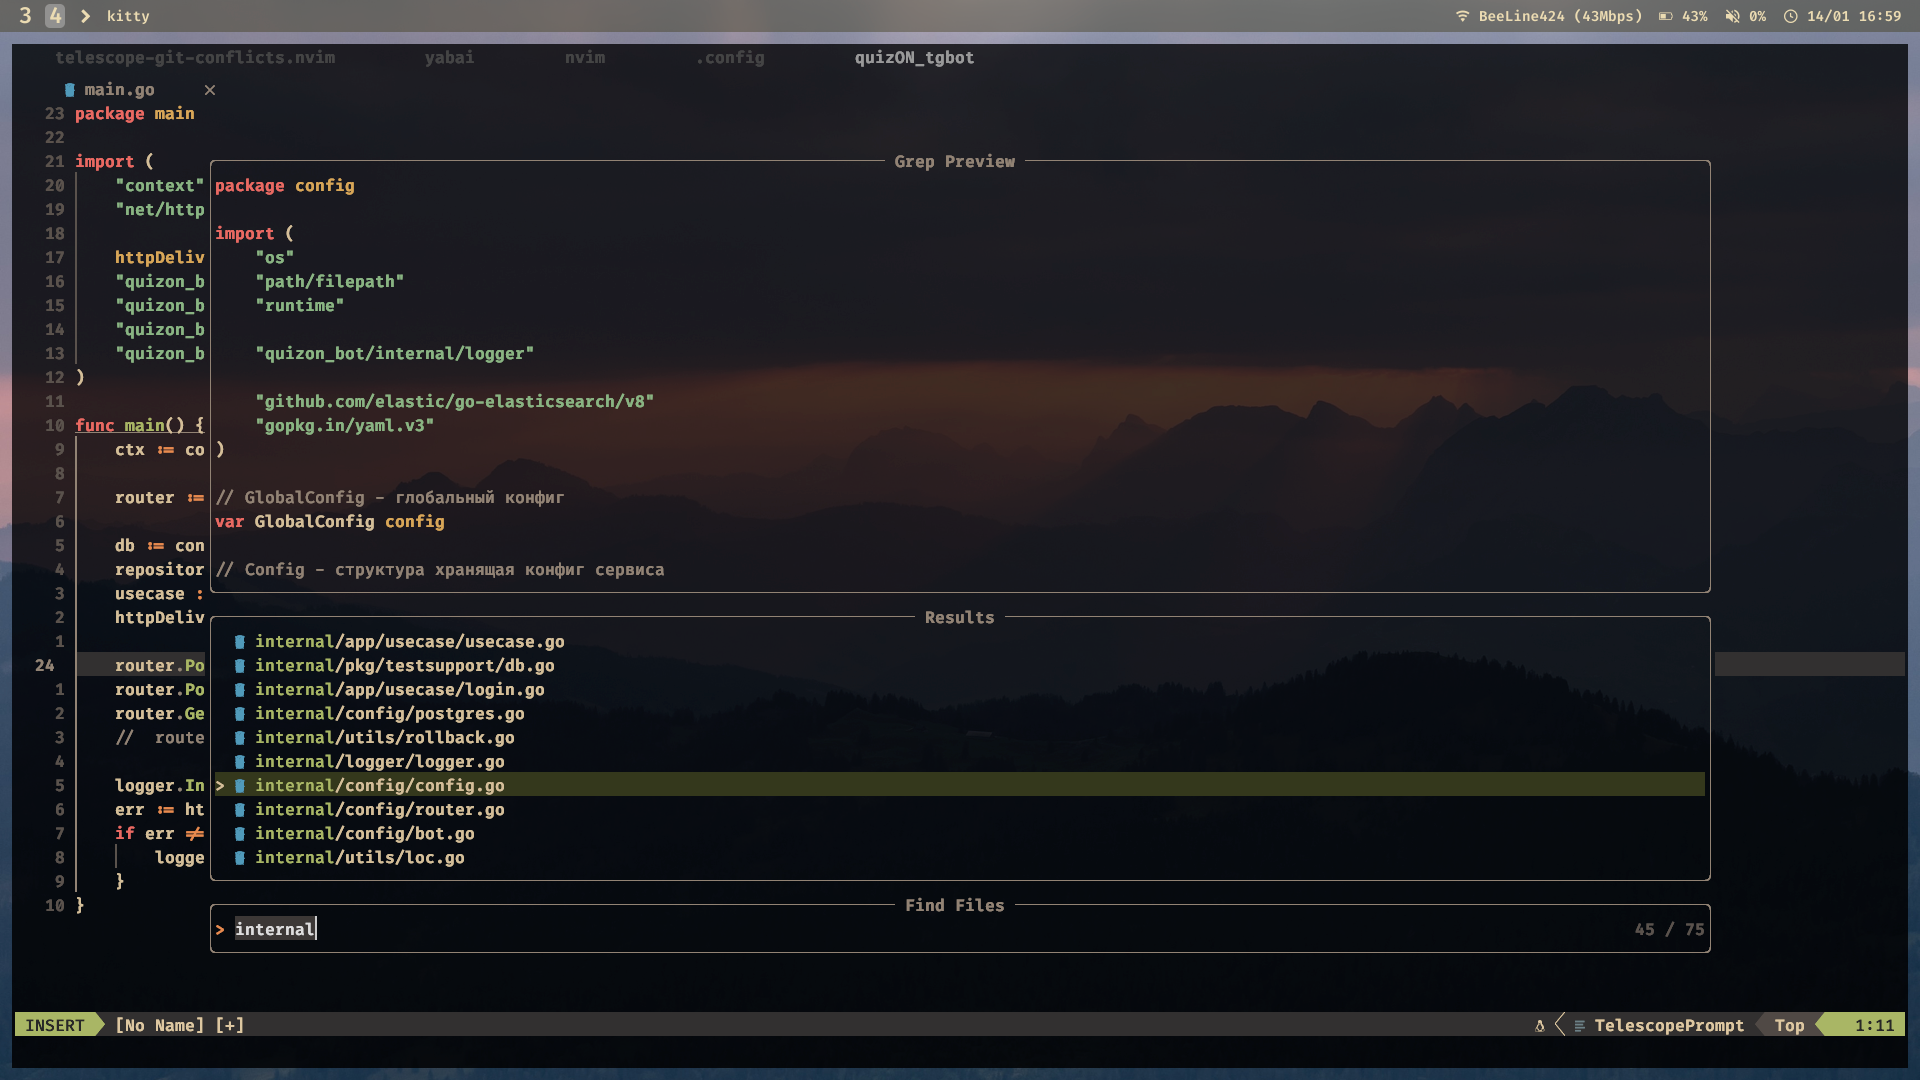 3 4 kitty BeeLine424 (43Mbps) 43% 0% 14/01 16:59
telescope-git-conflicts.nvim yabai nvim .config quizON_tgbot
main.go ×
23 package main
22
21 import (
20 "context"
19 "net/http
18
17 httpDeliv
16 "quizon_b
15 "quizon_b
14 "quizon_b
13 "quizon_b
12 )
11
10 func main() {
9 ctx := co
8
7 router :=
6
5 db := con
4 repositor
3 usecase :
2 httpDeliv
1
24 router.Po
1 router.Po
2 router.Ge
3 // route
4
5 logger.In
6 err := ht
7 if err !=
8 logge
9 }
10 }
Grep Preview
package config
import (
"os"
"path/filepath"
"runtime"
"quizon_bot/internal/logger"
"github.com/elastic/go-elasticsearch/v8"
"gopkg.in/yaml.v3"
)
// GlobalConfig - глобальный конфиг
var GlobalConfig config
// Config - структура хранящая конфиг сервиса
Results
internal/app/usecase/usecase.go
internal/pkg/testsupport/db.go
internal/app/usecase/login.go
internal/config/postgres.go
internal/utils/rollback.go
internal/logger/logger.go
> internal/config/config.go
internal/config/router.go
internal/config/bot.go
internal/utils/loc.go
Find Files
> internal 45 / 75
INSERT [No Name] [+] TelescopePrompt Top 1:11